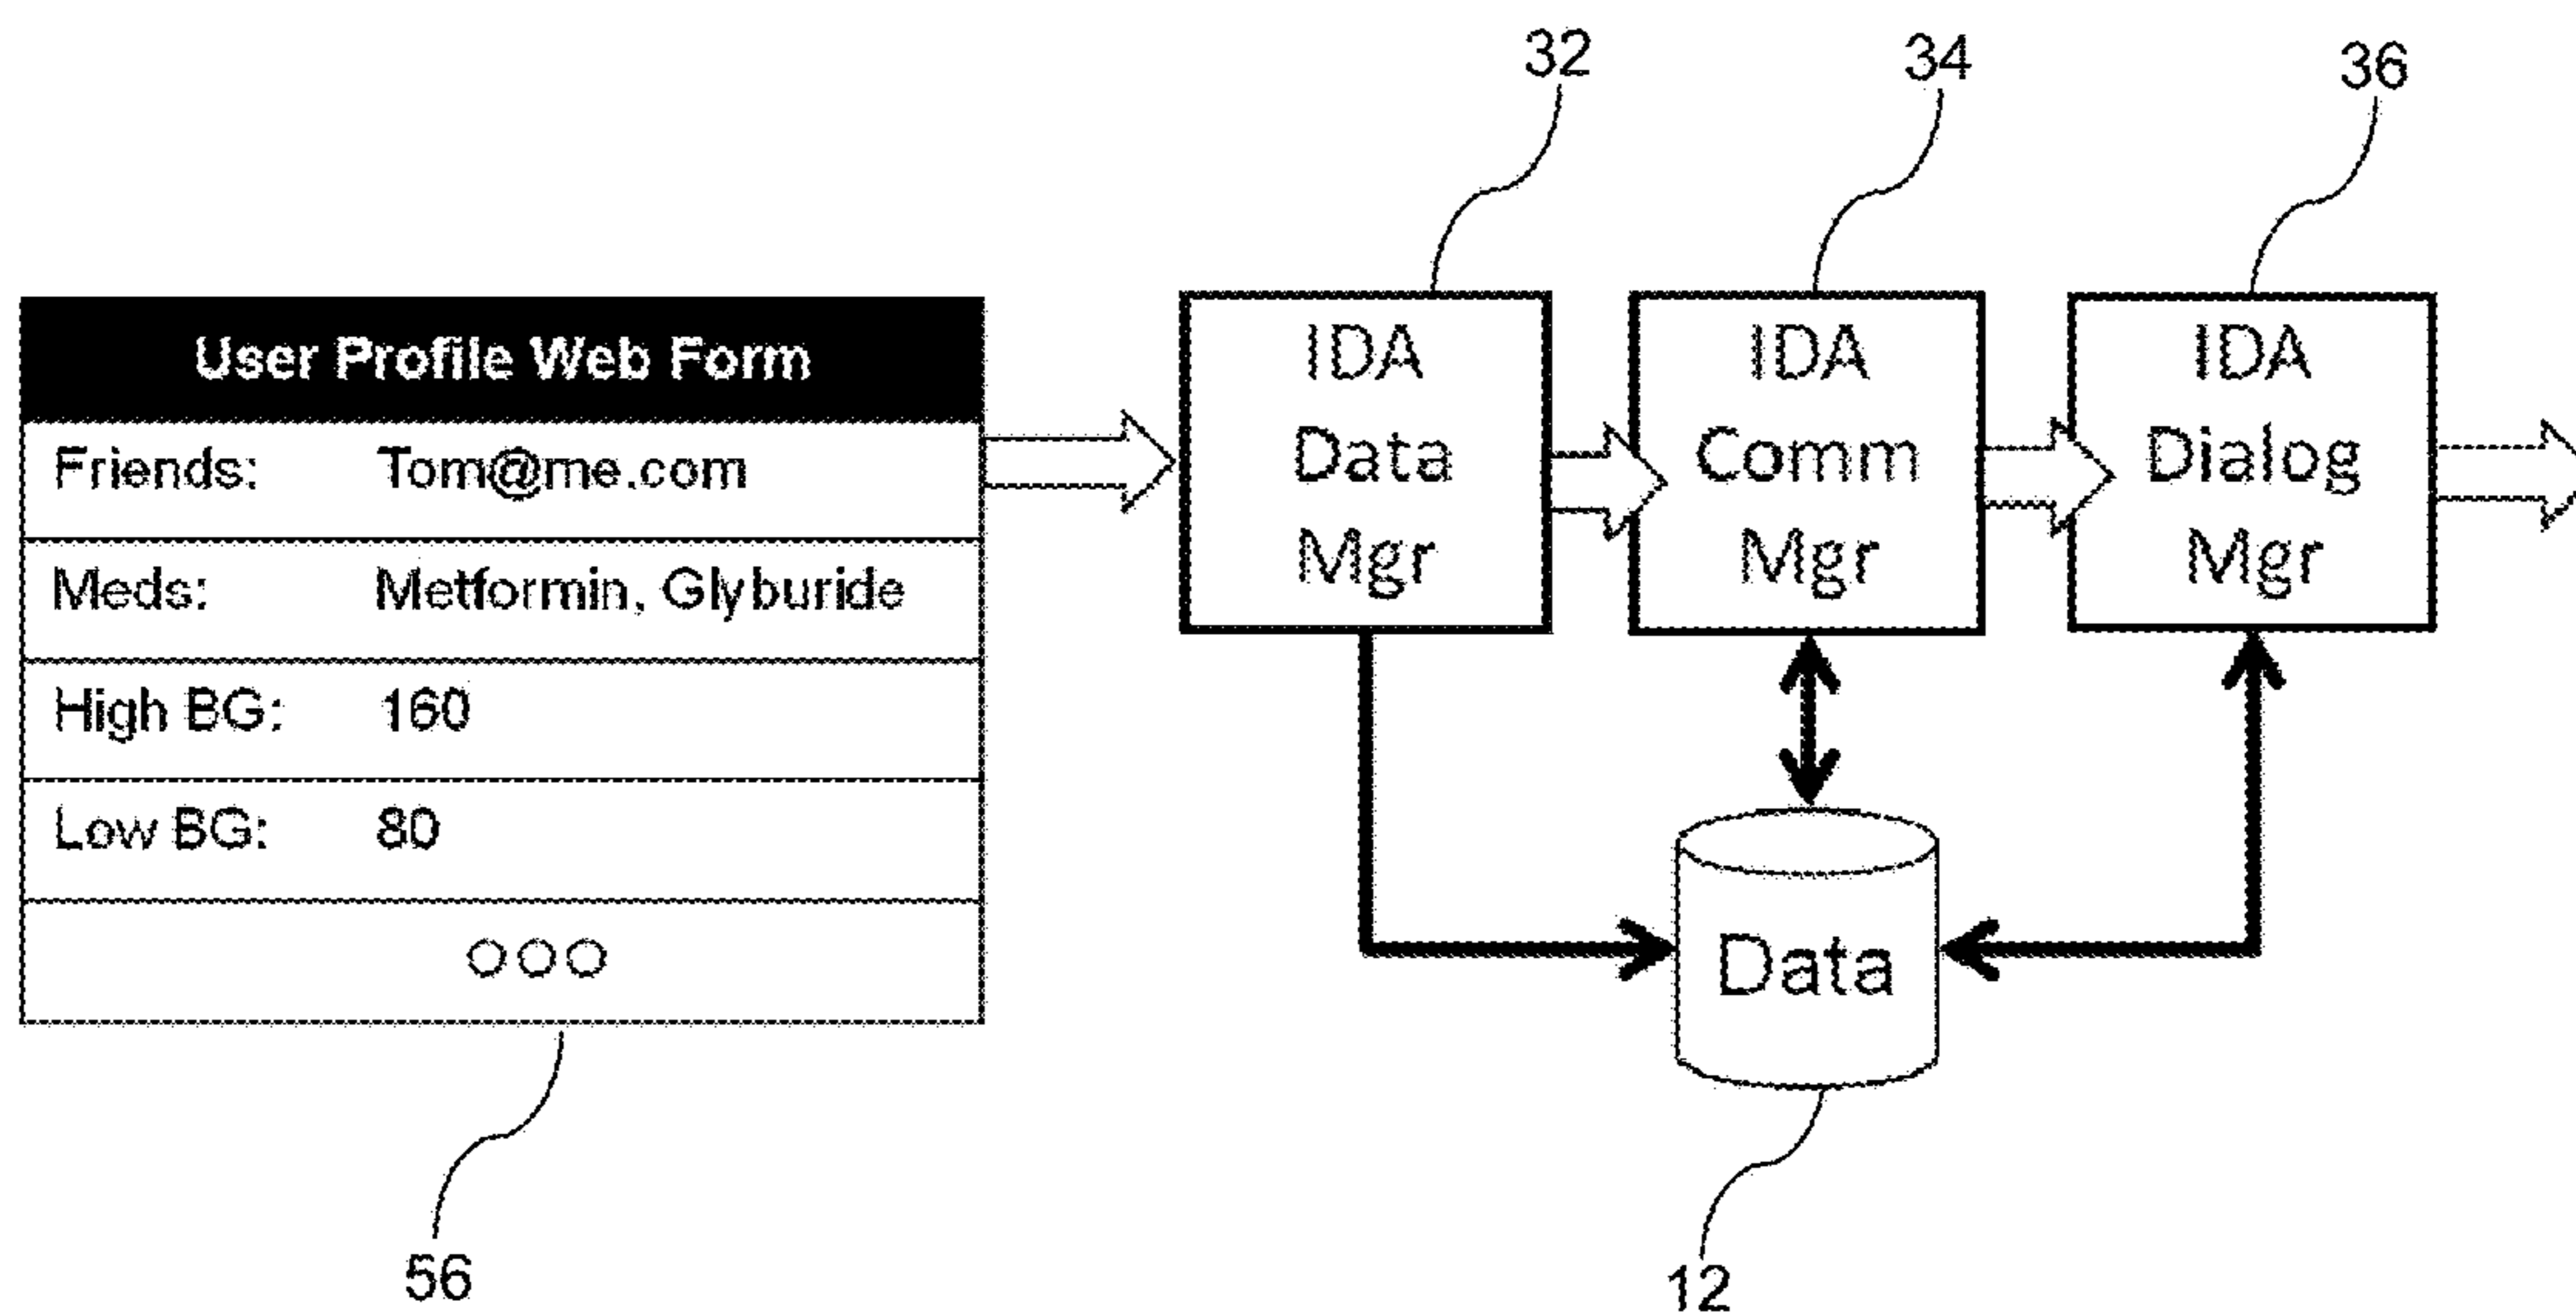 32
34
36
User Profile Web Form
Friends: Tom@me.com
Meds: Metformin, Glyburide
High BG: 160
Low BG: 80
○○○
56
IDA
Data
Mgr
IDA
Comm
Mgr
IDA
Dialog
Mgr
Data
12